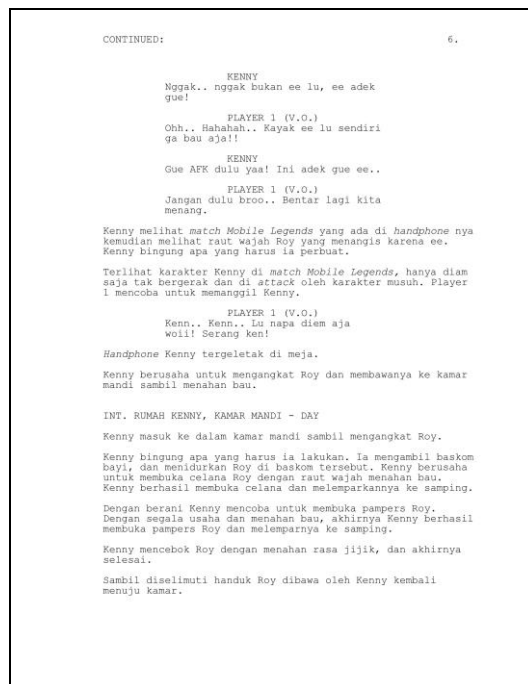 CONTINUED: 6.
KENNY
Nggak.. nggak bukan ee lu, ee adek
gue!
PLAYER 1 (V.O.)
Ohh.. Hahahah.. Kayak ee lu sendiri
ga bau aja!!
KENNY
Gue AFK dulu yaa! Ini adek gue ee..
PLAYER 1 (V.O.)
Jangan dulu broo.. Bentar lagi kita
menang.
Kenny melihat match Mobile Legends yang ada di handphone nya
kemudian melihat raut wajah Roy yang menangis karena ee.
Kenny bingung apa yang harus ia perbuat.
Terlihat karakter Kenny di match Mobile Legends, hanya diam
saja tak bergerak dan di attack oleh karakter musuh. Player
1 mencoba untuk memanggil Kenny.
PLAYER 1 (V.O.)
Kenn.. Kenn.. Lu napa diem aja
woii! Serang ken!
Handphone Kenny tergeletak di meja.
Kenny berusaha untuk mengangkat Roy dan membawanya ke kamar
mandi sambil menahan bau.
INT. RUMAH KENNY, KAMAR MANDI - DAY
Kenny masuk ke dalam kamar mandi sambil mengangkat Roy.
Kenny bingung apa yang harus ia lakukan. Ia mengambil baskom
bayi, dan menidurkan Roy di baskom tersebut. Kenny berusaha
untuk membuka celana Roy dengan raut wajah menahan bau.
Kenny berhasil membuka celana dan melemparkannya ke samping.
Dengan berani Kenny mencoba untuk membuka pampers Roy.
Dengan segala usaha dan menahan bau, akhirnya Kenny berhasil
membuka pampers Roy dan melemparnya ke samping.
Kenny mencebok Roy dengan menahan rasa jijik, dan akhirnya
selesai.
Sambil diselimuti handuk Roy dibawa oleh Kenny kembali
menuju kamar.